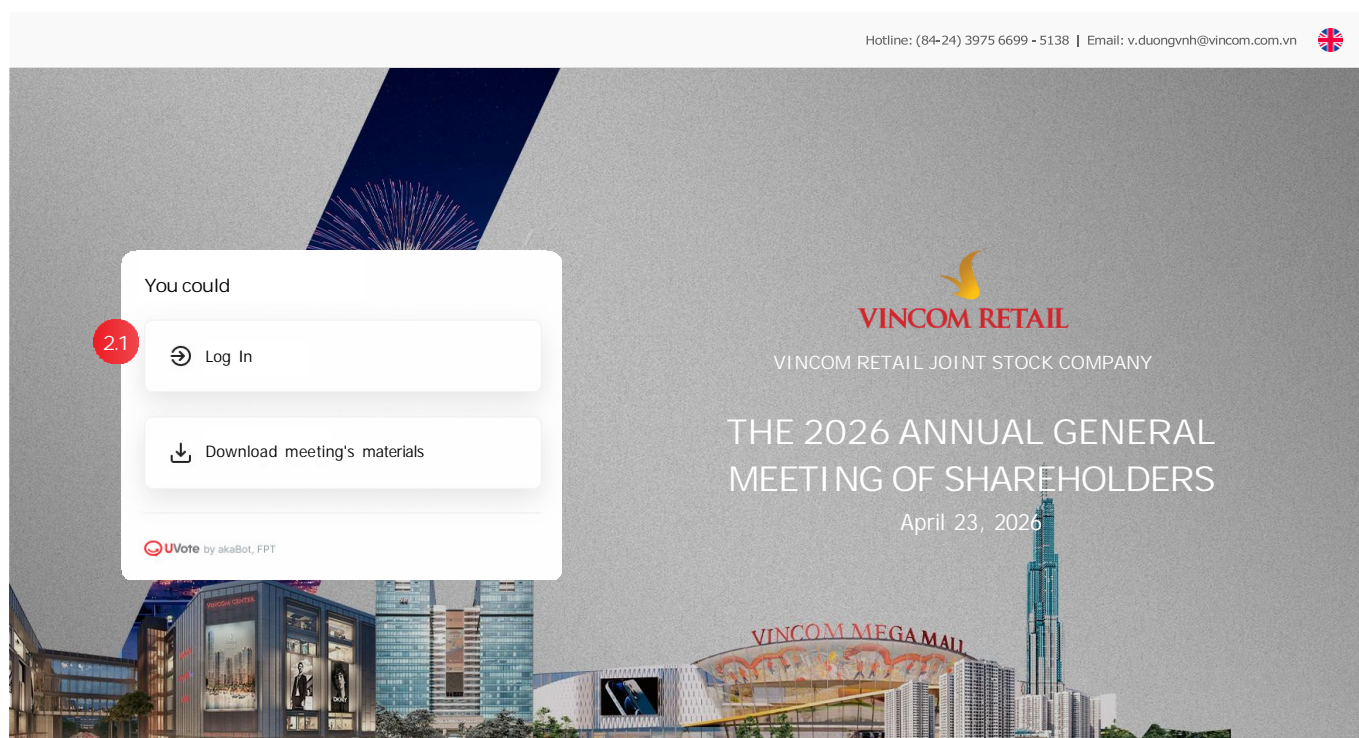 Hotline: (84-24) 3975 6699 - 5138 | Email: v.duongvnh@vincom.com.vn
You could
2.1
Log In
Download meeting's materials
UVote by akaBot, FPT
VINCOM RETAIL
VINCOM RETAIL JOINT STOCK COMPANY
THE 2026 ANNUAL GENERAL
MEETING OF SHAREHOLDERS
April 23, 2026
VINCOM CENTER
VINCOM MEGA MALL
DKNY